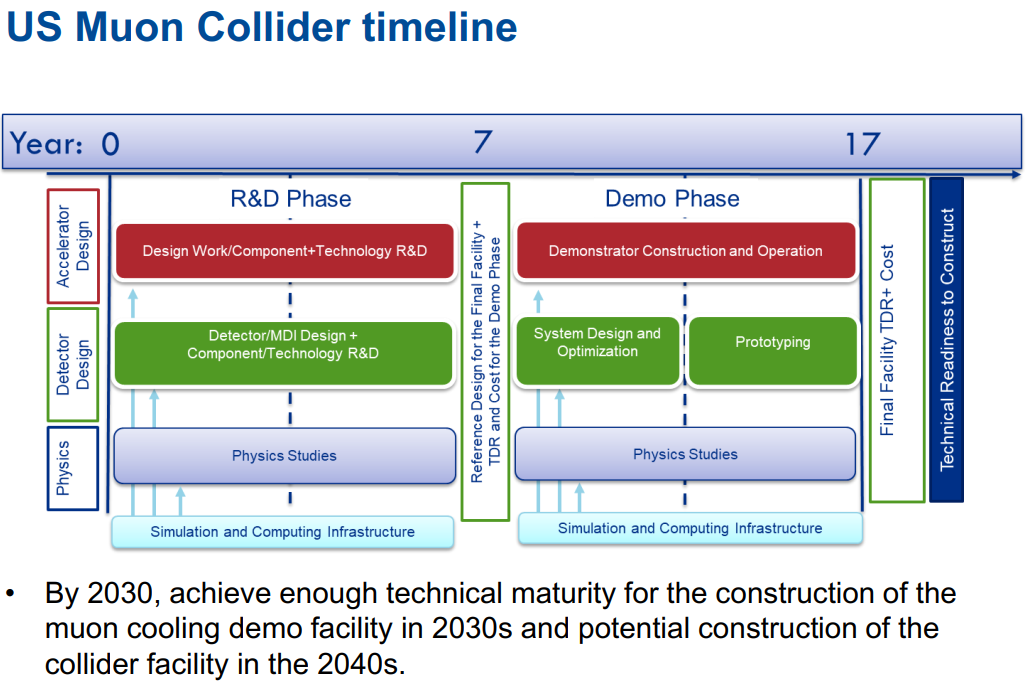 US Muon Collider timeline
Year: 0 7 17
R&D Phase
Demo Phase
Accelerator
Design
Design Work/Component+Technology R&D
Demonstrator Construction and Operation
Detector
Design
Detector/MDI Design +
Component/Technology R&D
System Design and
Optimization
Prototyping
Physics
Physics Studies
Physics Studies
Simulation and Computing Infrastructure
Simulation and Computing Infrastructure
Reference Design for the Final Facility +
TDR and Cost for the Demo Phase
Final Facility TDR+ Cost
Technical Readiness to Construct
• By 2030, achieve enough technical maturity for the construction of the
muon cooling demo facility in 2030s and potential construction of the
collider facility in the 2040s.